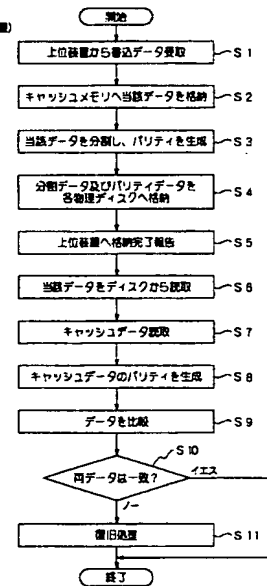 開始
上位装置から書込データ受取
S1
キャッシュメモリへ当該データを格納
S2
当該データを分割し、パリティを生成
S3
分割データ及びパリティデータを
各物理ディスクへ格納
S4
上位装置へ格納完了報告
S5
当該データをディスクから読取
S6
キャッシュデータ読取
S7
キャッシュデータのパリティを生成
S8
データを比較
S9
S10
両データは一致?
イエス
ノー
復旧処理
S11
終了